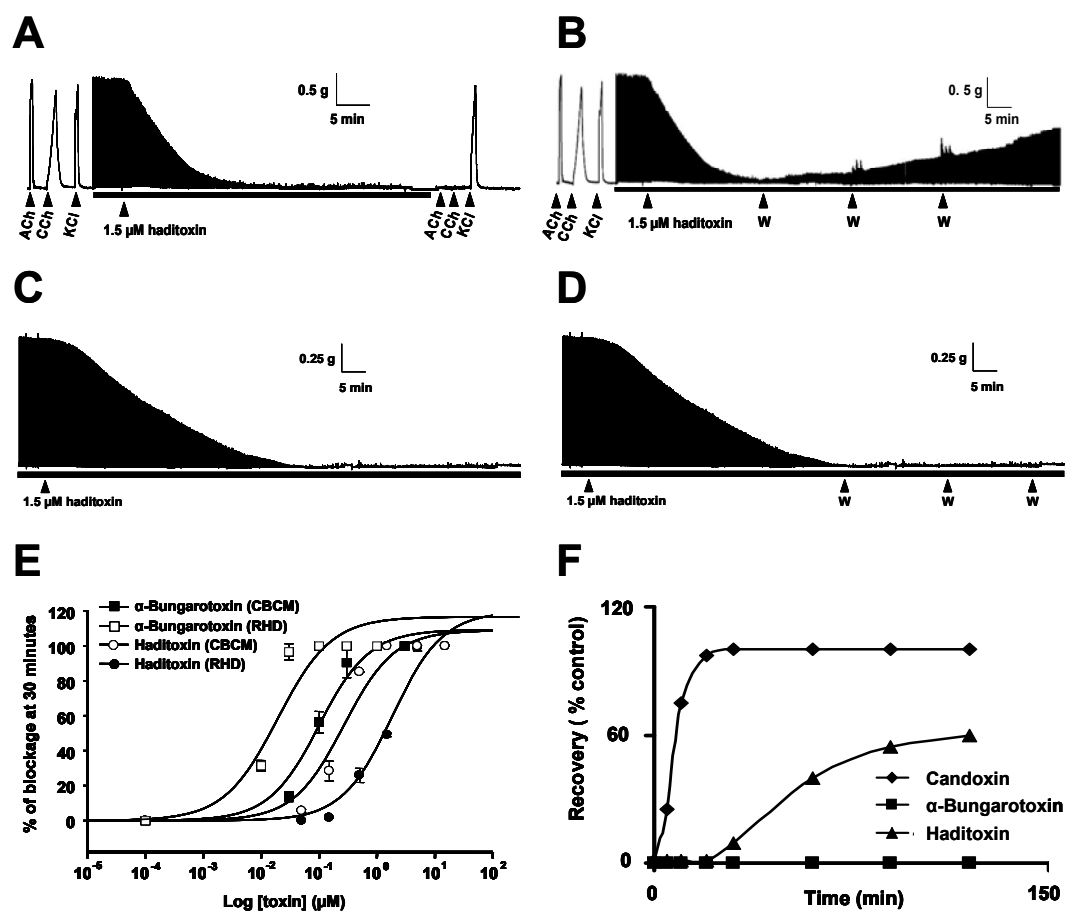 A
B
0.5 g
5 min
ACh
CCh
KCl
1.5 µM haditoxin
ACh
CCh
KCl
0. 5 g
5 min
ACh
CCh
KCl
1.5 µM haditoxin
W
W
W
C
D
0.25 g
5 min
1.5 µM haditoxin
0.25 g
5 min
1.5 µM haditoxin
W
W
W
E
% of blockage at 30 minutes
120
100
80
60
40
20
0
α-Bungarotoxin (CBCM)
α-Bungarotoxin (RHD)
Haditoxin (CBCM)
Haditoxin (RHD)
10⁻⁵
10⁻⁴
10⁻³
10⁻²
10⁻¹
10⁰
10¹
10²
Log [toxin] (µM)
F
Recovery ( % control)
120
60
0
Candoxin
α-Bungarotoxin
Haditoxin
0
150
Time (min)